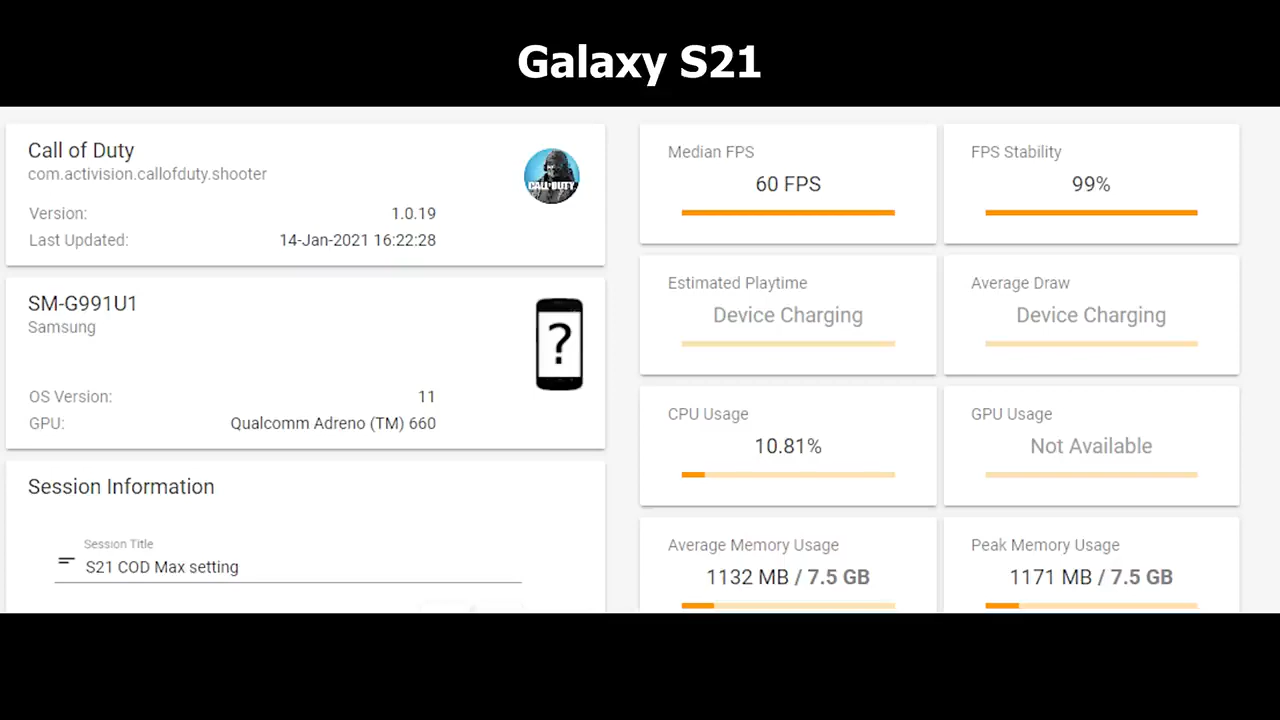 Galaxy S21
Call of Duty
com.activision.callofduty.shooter
CALL OF DUTY
Version: 1.0.19
Last Updated: 14-Jan-2021 16:22:28
SM-G991U1
Samsung
?
OS Version: 11
GPU: Qualcomm Adreno (TM) 660
Session Information
Session Title
S21 COD Max setting
Median FPS
60 FPS
FPS Stability
99%
Estimated Playtime
Device Charging
Average Draw
Device Charging
CPU Usage
10.81%
GPU Usage
Not Available
Average Memory Usage
1132 MB / 7.5 GB
Peak Memory Usage
1171 MB / 7.5 GB